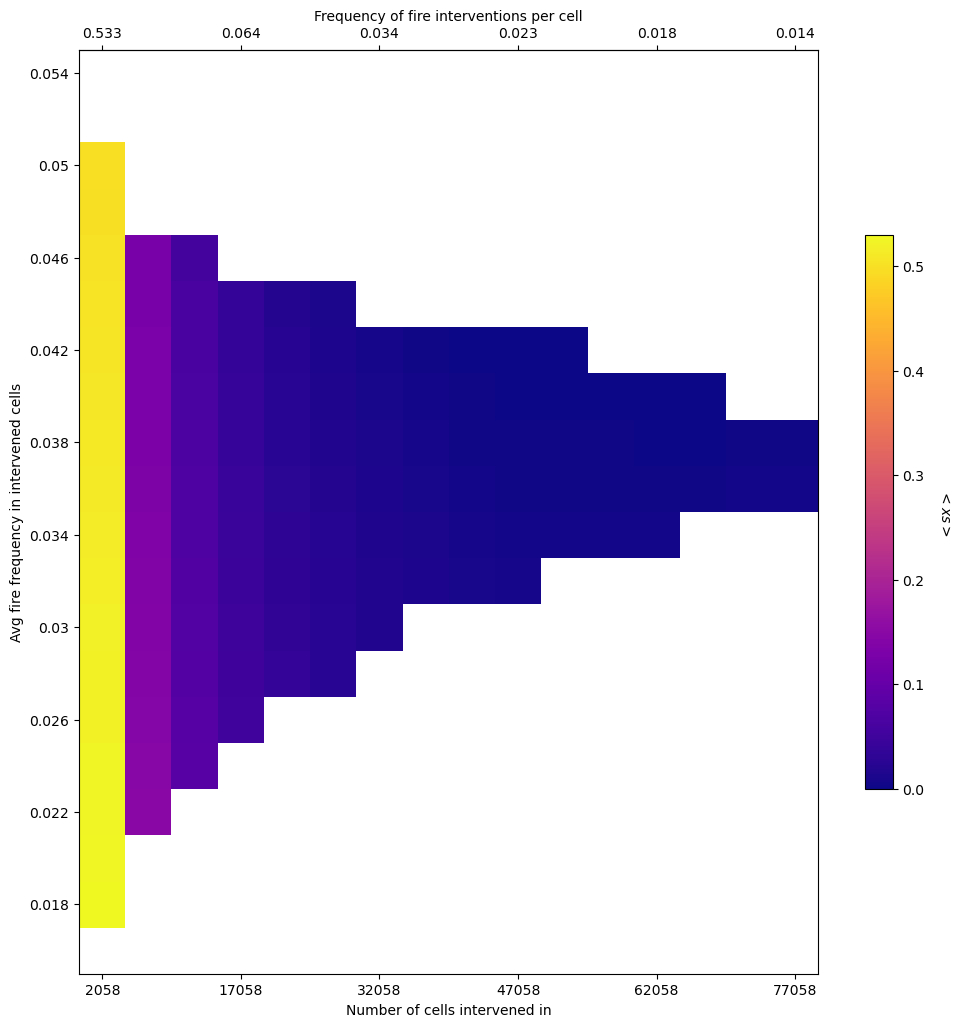 Frequency of fire interventions per cell
0.533 0.064 0.034 0.023 0.018 0.014
0.054
0.05
0.046
0.042
0.038
0.034
0.03
0.026
0.022
0.018
Avg fire frequency in intervened cells
2058 17058 32058 47058 62058 77058
Number of cells intervened in
0.5
0.4
0.3
0.2
0.1
0.0
< sx >